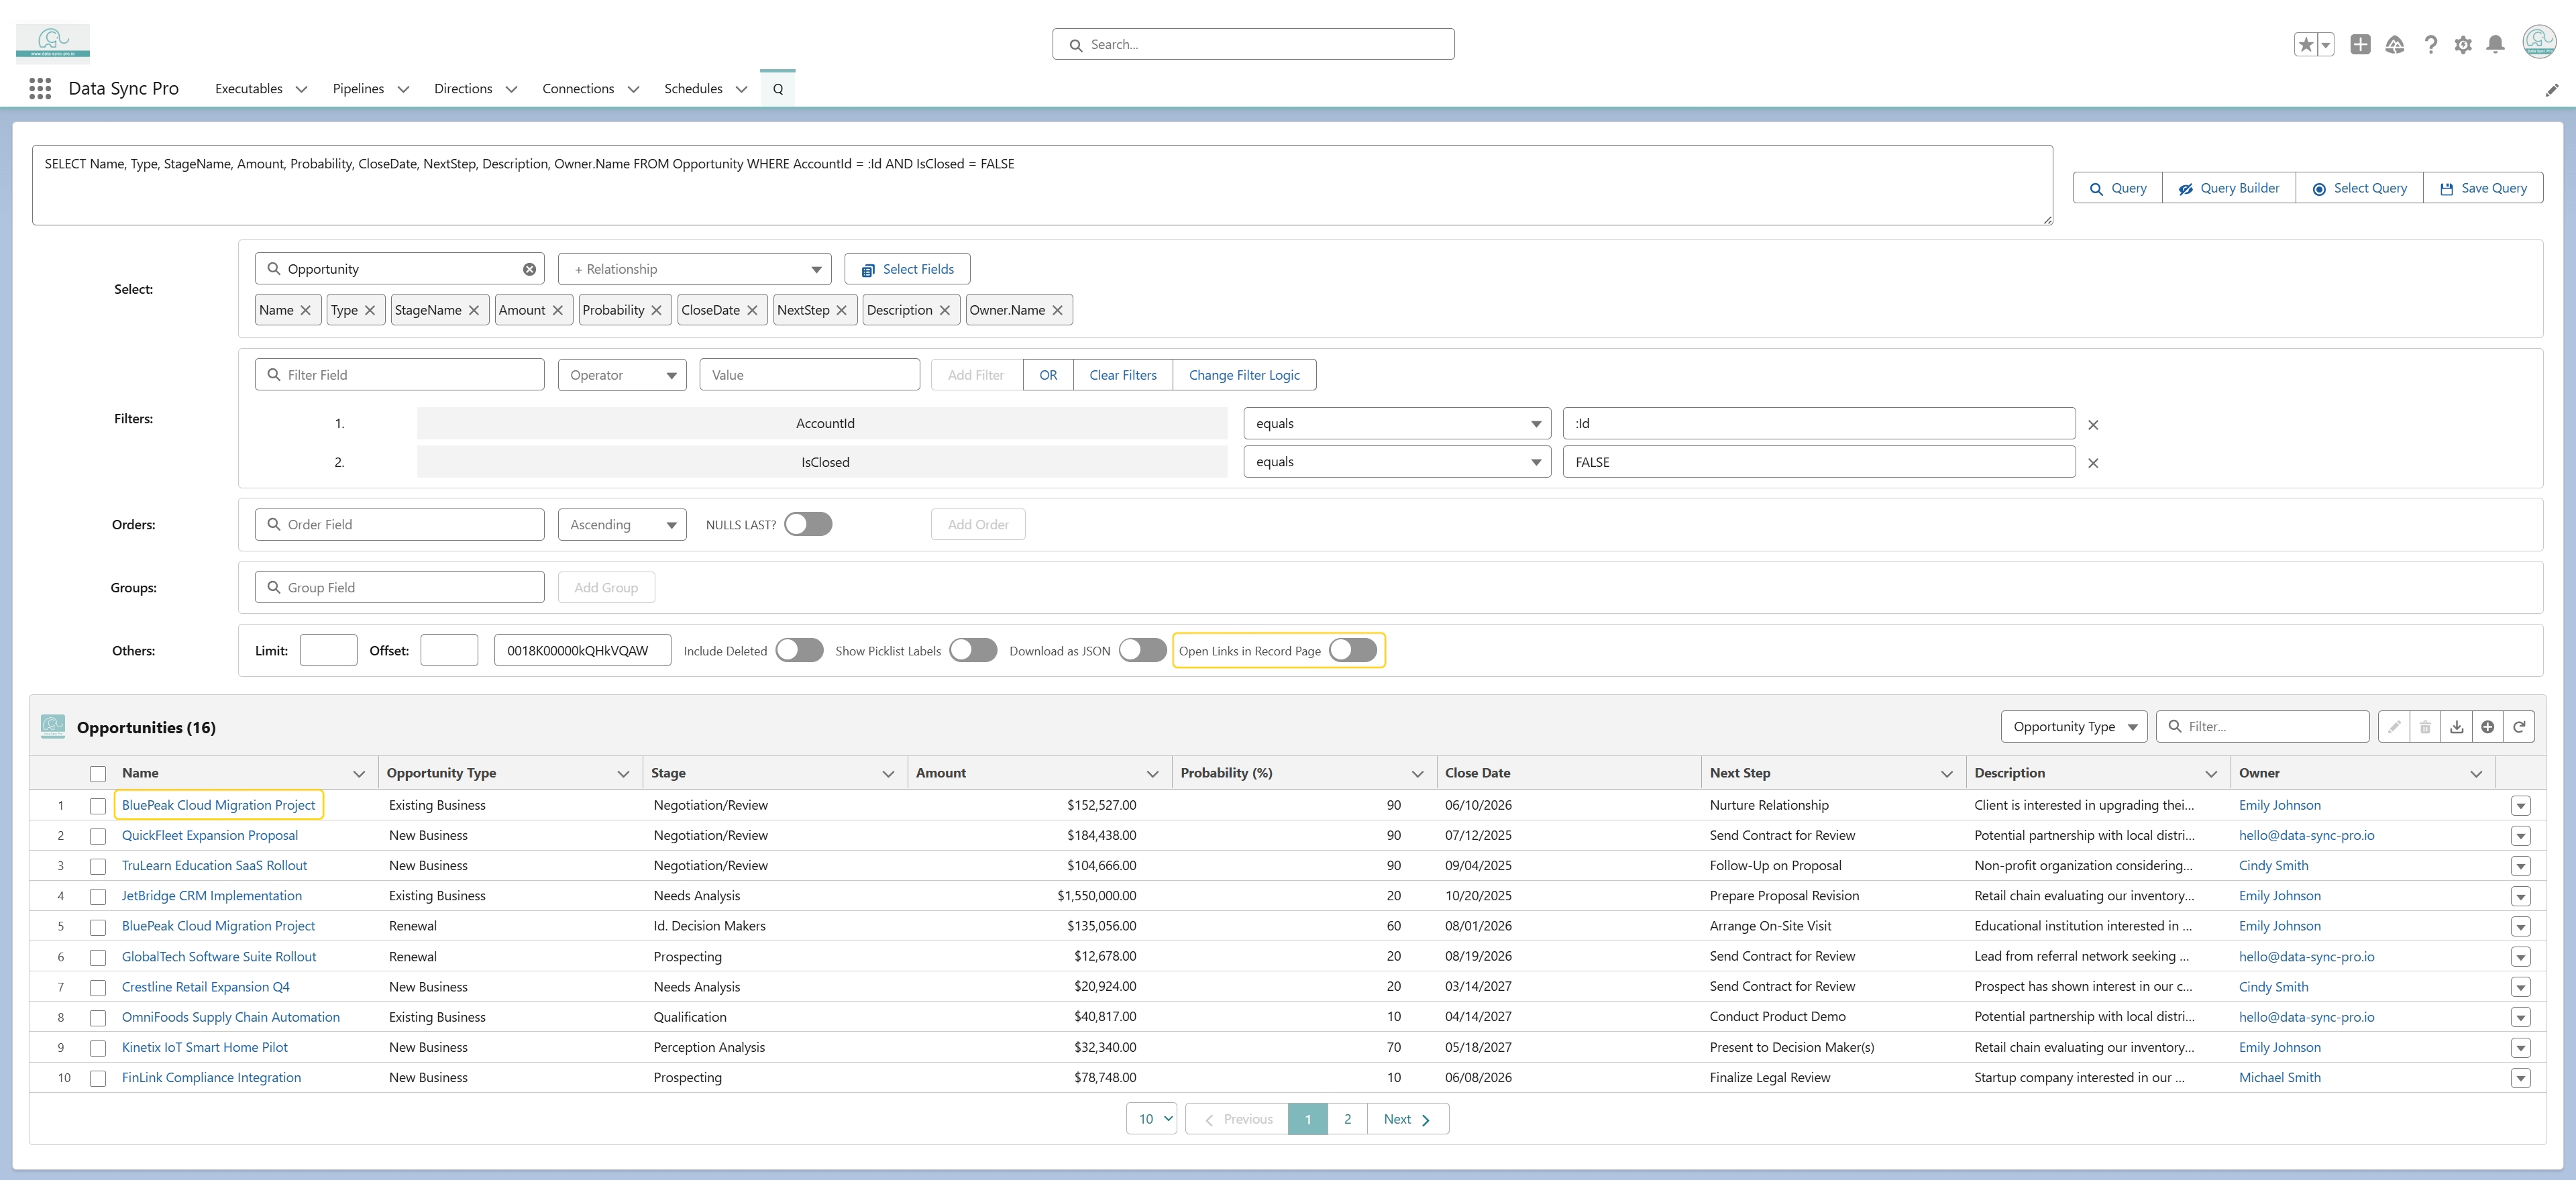 www.data-sync-pro.io
Search...
Data Sync Pro
Executables
Pipelines
Directions
Connections
Schedules
Q
SELECT Name, Type, StageName, Amount, Probability, CloseDate, NextStep, Description, Owner.Name FROM Opportunity WHERE AccountId = :Id AND IsClosed = FALSE
Query
Query Builder
Select Query
Save Query
Select:
Opportunity
+ Relationship
Select Fields
Name
Type
StageName
Amount
Probability
CloseDate
NextStep
Description
Owner.Name
Filters:
Filter Field
Operator
Value
Add Filter
OR
Clear Filters
Change Filter Logic
1. AccountId equals :Id
2. IsClosed equals FALSE
Orders:
Order Field
Ascending
NULLS LAST?
Add Order
Groups:
Group Field
Add Group
Others:
Limit:
Offset:
0018K00000kQHkVQAW
Include Deleted
Show Picklist Labels
Download as JSON
Open Links in Record Page
Opportunities (16)
Opportunity Type
Filter...
Name Opportunity Type Stage Amount Probability (%) Close Date Next Step Description Owner
1 BluePeak Cloud Migration Project Existing Business Negotiation/Review $152,527.00 90 06/10/2026 Nurture Relationship Client is interested in upgrading thei... Emily Johnson
2 QuickFleet Expansion Proposal New Business Negotiation/Review $184,438.00 90 07/12/2025 Send Contract for Review Potential partnership with local distri... hello@data-sync-pro.io
3 TruLearn Education SaaS Rollout New Business Negotiation/Review $104,666.00 90 09/04/2025 Follow-Up on Proposal Non-profit organization considering... Cindy Smith
4 JetBridge CRM Implementation Existing Business Needs Analysis $1,550,000.00 20 10/20/2025 Prepare Proposal Revision Retail chain evaluating our inventory... Emily Johnson
5 BluePeak Cloud Migration Project Renewal Id. Decision Makers $135,056.00 60 08/01/2026 Arrange On-Site Visit Educational institution interested in ... Emily Johnson
6 GlobalTech Software Suite Rollout Renewal Prospecting $12,678.00 20 08/19/2026 Send Contract for Review Lead from referral network seeking ... hello@data-sync-pro.io
7 Crestline Retail Expansion Q4 New Business Needs Analysis $20,924.00 20 03/14/2027 Send Contract for Review Prospect has shown interest in our c... Cindy Smith
8 OmniFoods Supply Chain Automation Existing Business Qualification $40,817.00 10 04/14/2027 Conduct Product Demo Potential partnership with local distri... hello@data-sync-pro.io
9 Kinetix IoT Smart Home Pilot New Business Perception Analysis $32,340.00 70 05/18/2027 Present to Decision Maker(s) Retail chain evaluating our inventory... Emily Johnson
10 FinLink Compliance Integration New Business Prospecting $78,748.00 10 06/08/2026 Finalize Legal Review Startup company interested in our ... Michael Smith
10
Previous
1
2
Next